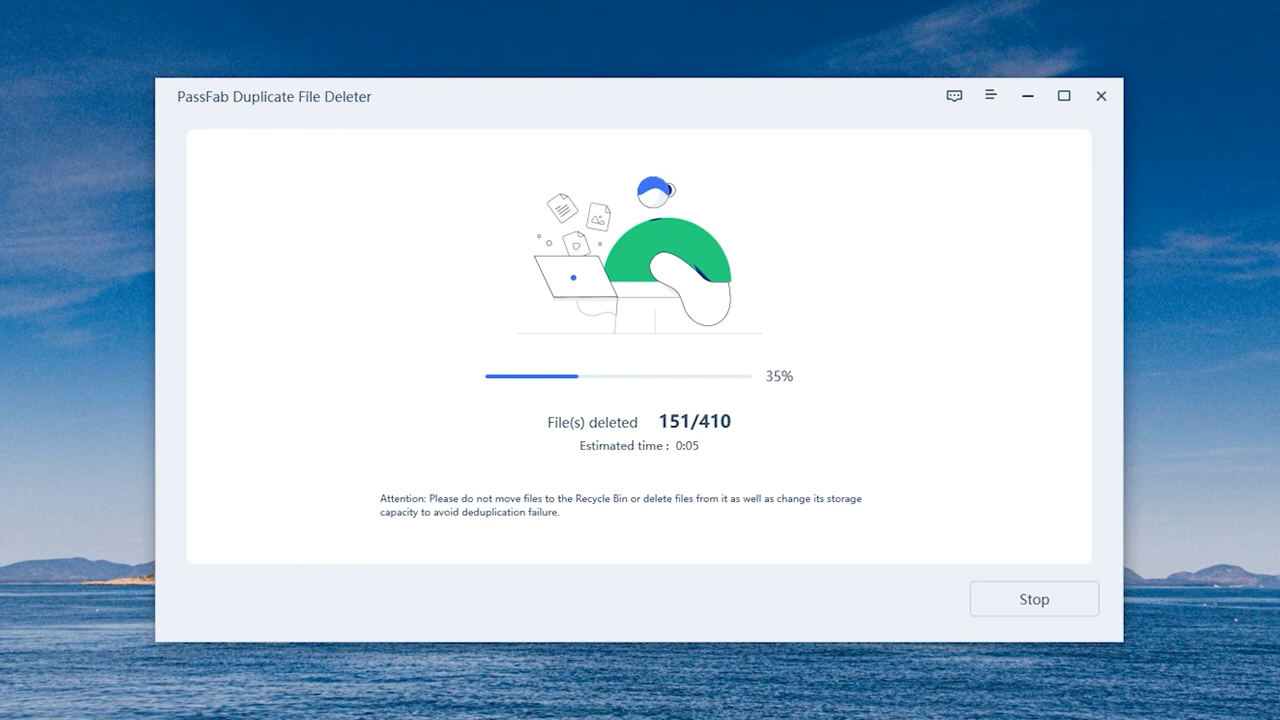 PassFab Duplicate File Deleter
35%
File(s) deleted 151/410
Estimated time : 0:05
Attention: Please do not move files to the Recycle Bin or delete files from it as well as change its storage
capacity to avoid deduplication failure.
Stop